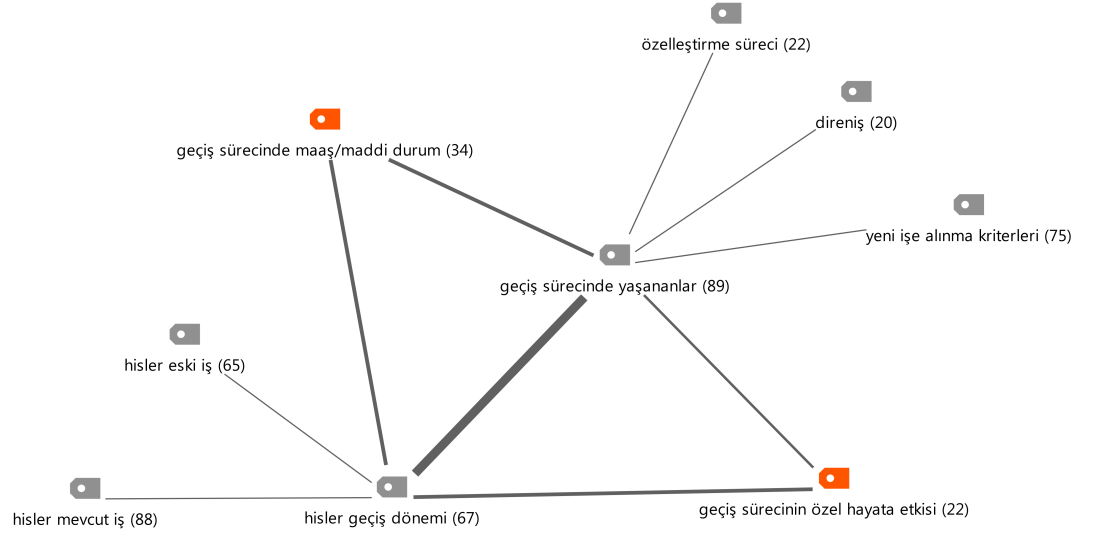 özelleştirme süreci (22)
direniş (20)
geçiş sürecinde maaş/maddi durum (34)
yeni işe alınma kriterleri (75)
geçiş sürecinde yaşananlar (89)
hisler eski iş (65)
geçiş sürecinin özel hayata etkisi (22)
hisler geçiş dönemi (67)
hisler mevcut iş (88)